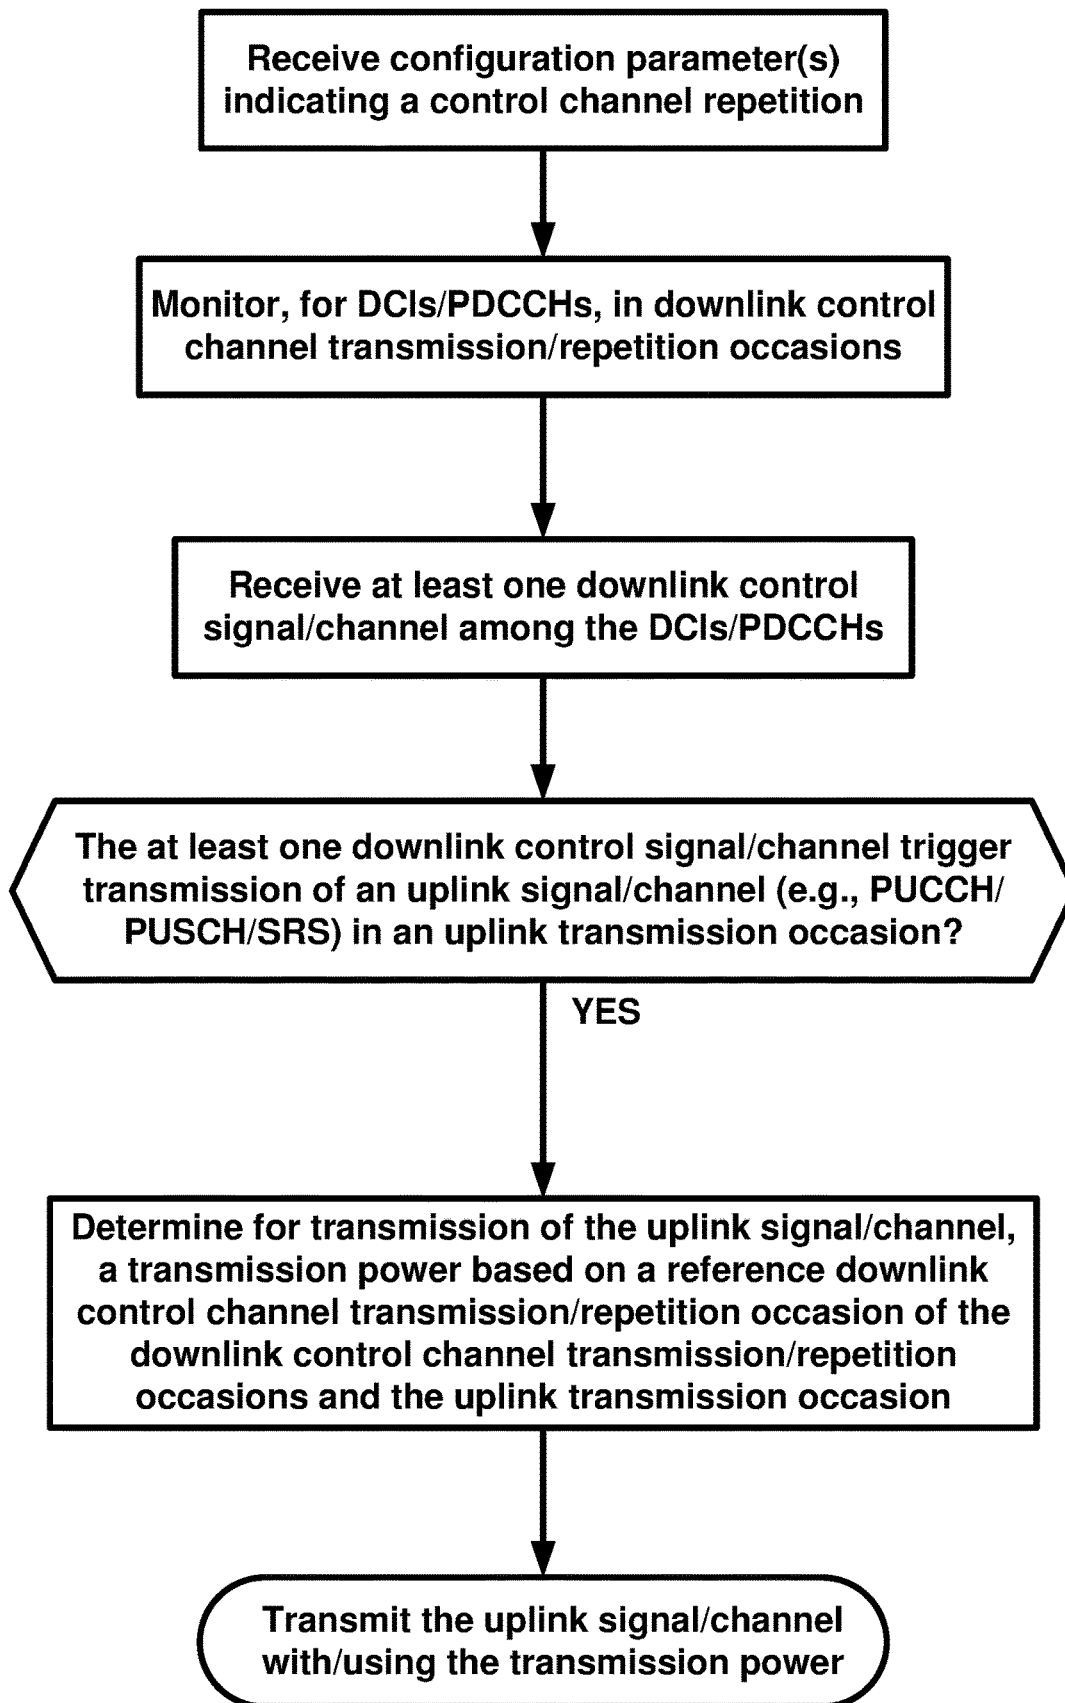 Receive configuration parameter(s)
indicating a control channel repetition
Monitor, for DCIs/PDCCHs, in downlink control
channel transmission/repetition occasions
Receive at least one downlink control
signal/channel among the DCIs/PDCCHs
The at least one downlink control signal/channel trigger
transmission of an uplink signal/channel (e.g., PUCCH/
PUSCH/SRS) in an uplink transmission occasion?
YES
Determine for transmission of the uplink signal/channel,
a transmission power based on a reference downlink
control channel transmission/repetition occasion of the
downlink control channel transmission/repetition
occasions and the uplink transmission occasion
Transmit the uplink signal/channel
with/using the transmission power